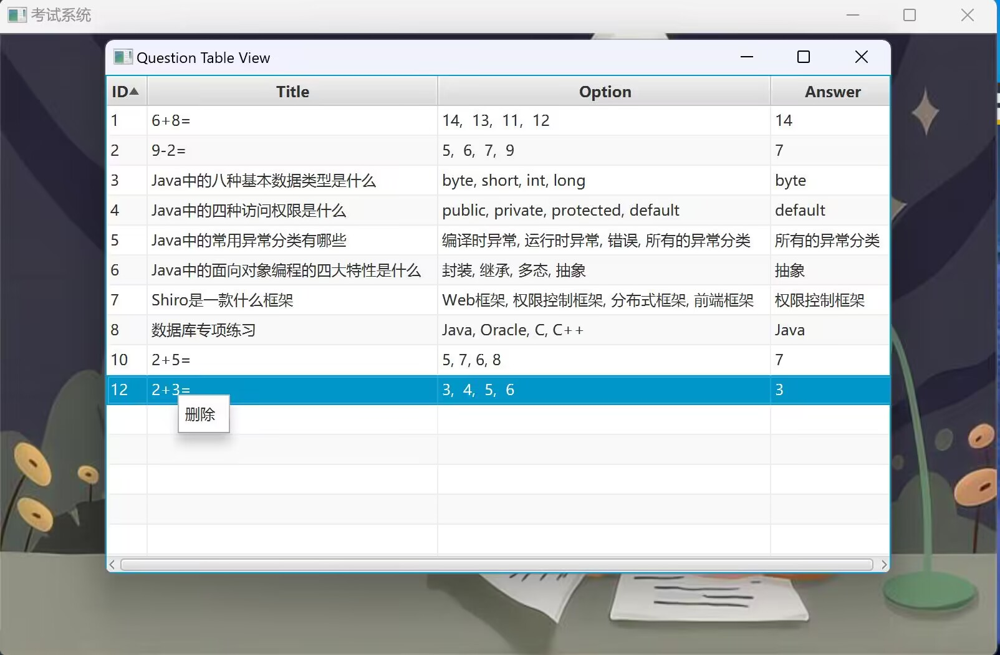 考试系统
Question Table View
ID Title Option Answer
1 6+8= 14, 13, 11, 12 14
2 9-2= 5, 6, 7, 9 7
3 Java中的八种基本数据类型是什么 byte, short, int, long byte
4 Java中的四种访问权限是什么 public, private, protected, default default
5 Java中的常用异常分类有哪些 编译时异常, 运行时异常, 错误, 所有的异常分类 所有的异常分类
6 Java中的面向对象编程的四大特性是什么 封装, 继承, 多态, 抽象 抽象
7 Shiro是一款什么框架 Web框架, 权限控制框架, 分布式框架, 前端框架 权限控制框架
8 数据库专项练习 Java, Oracle, C, C++ Java
10 2+5= 5, 7, 6, 8 7
12 2+3= 3, 4, 5, 6 3
删除